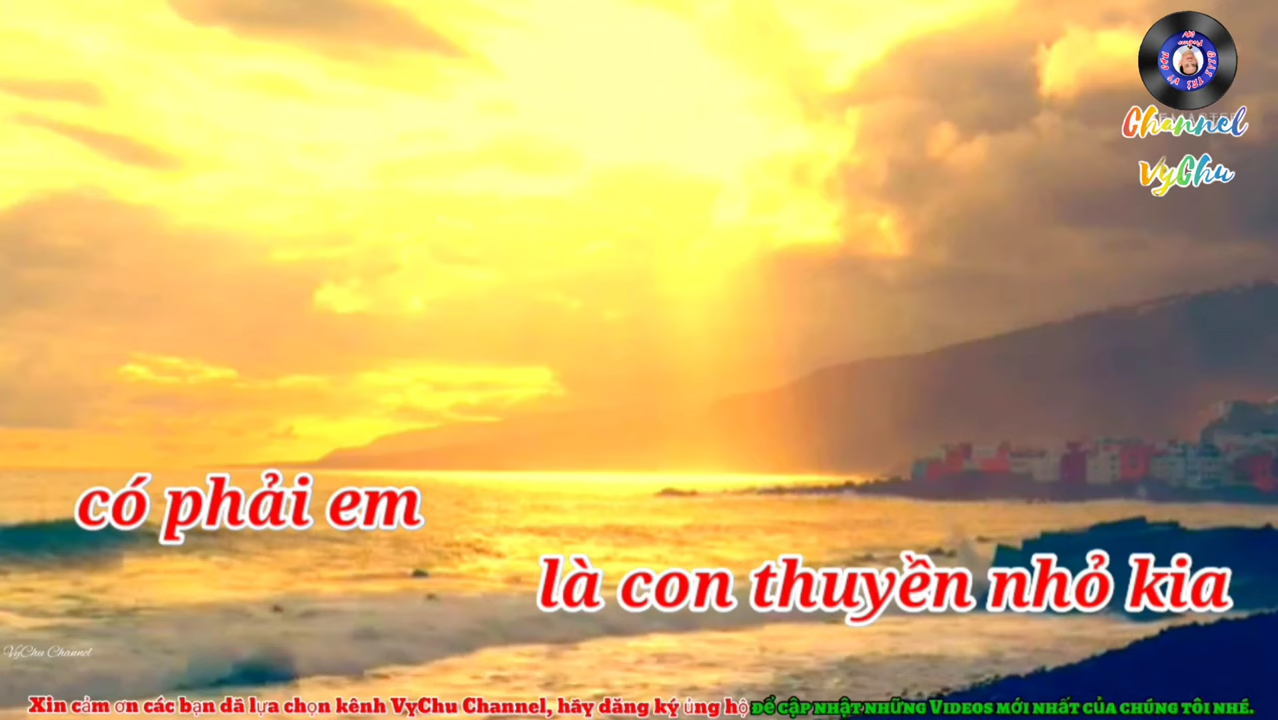 Channel
VyChu
có phải em
là con thuyền nhỏ kia
VyChu Channel
Xin cảm ơn các bạn đã lựa chọn kênh VyChu Channel, hãy đăng ký ủng hộ để cập nhật những Videos mới nhất của chúng tôi nhé.